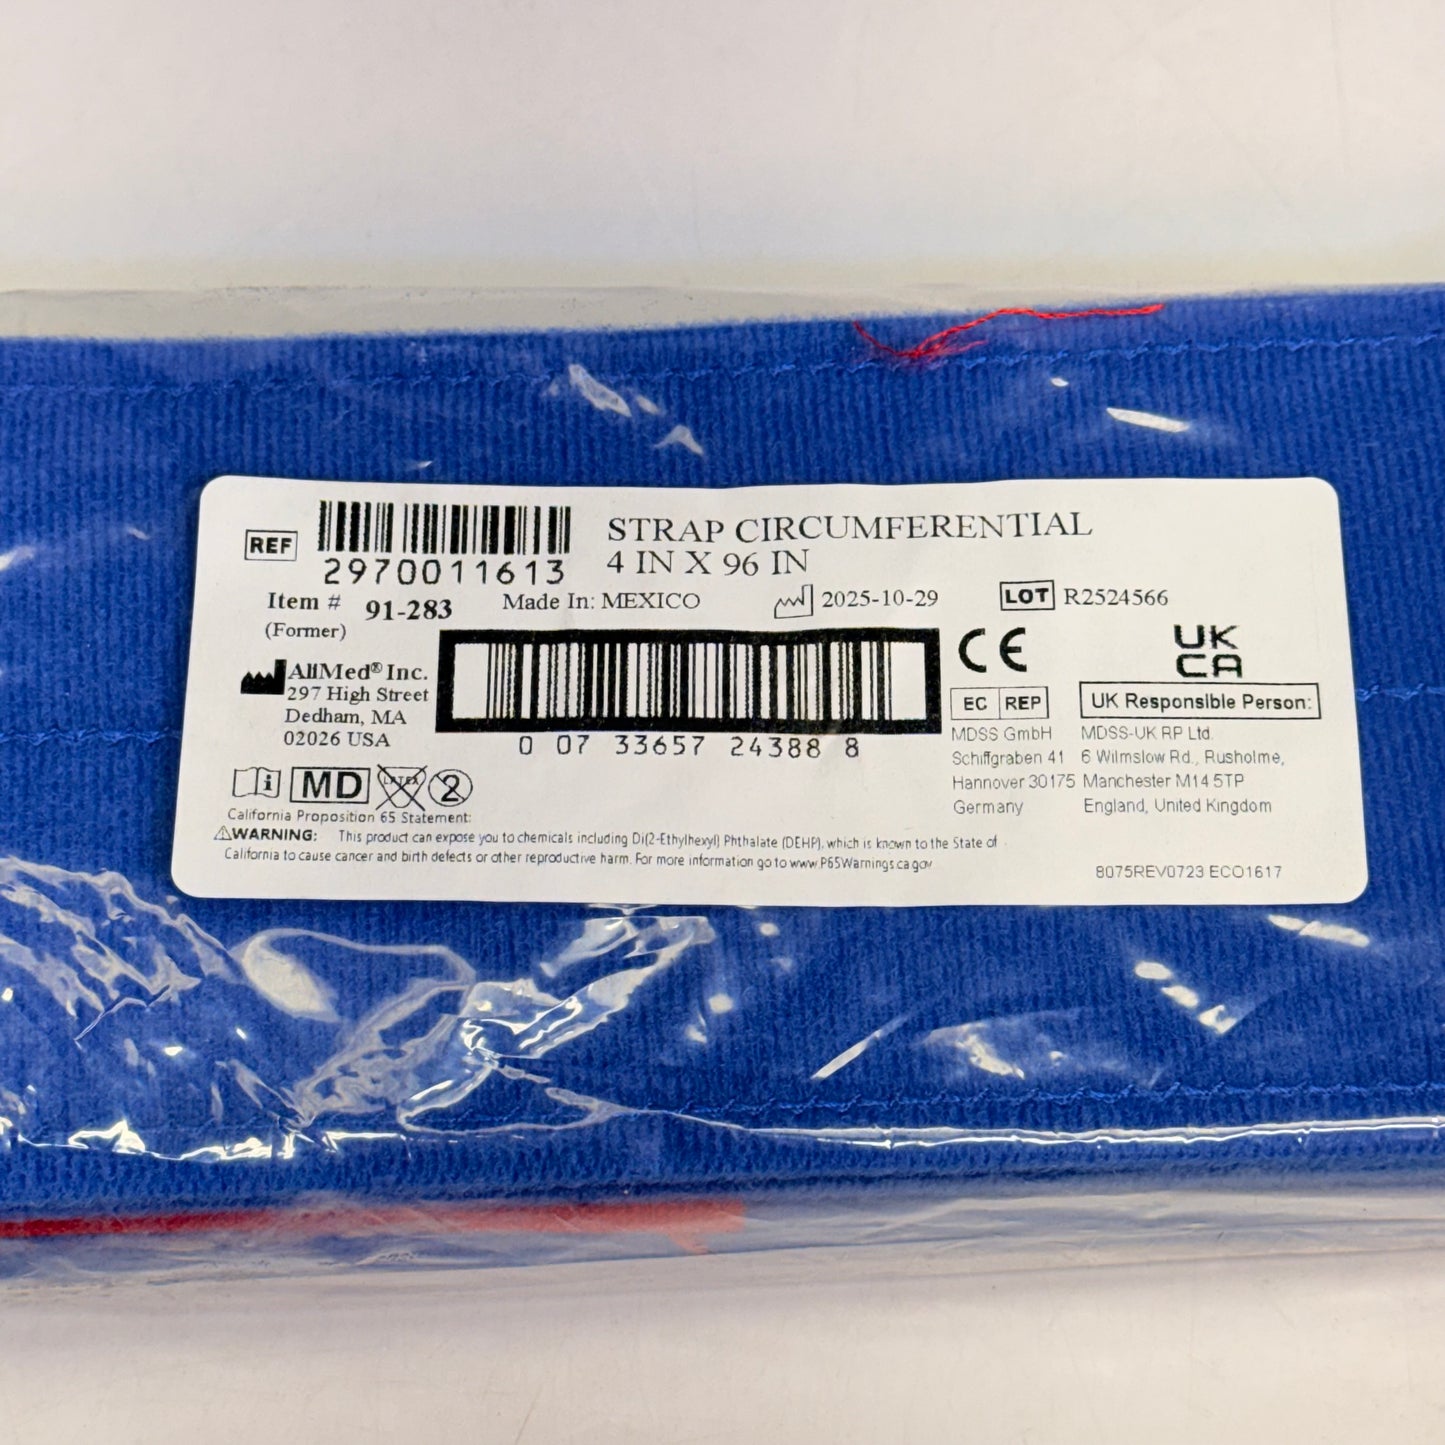 REF
2970011613
STRAP CIRCUMFERENTIAL
4 IN X 96 IN
Item # 91-283
(Former)
Made In: MEXICO
2025-10-29
LOT R2524566
AliMed® Inc.
297 High Street
Dedham, MA
02026 USA
0 07 33657 24388 8
CE
EC REP
MDSS GmbH
Schiffgraben 41
Hannover 30175
Germany
UK
CA
UK Responsible Person:
MDSS-UK RP Ltd.
6 Wilmslow Rd., Rusholme,
Manchester M14 5TP
England, United Kingdom
i MD LATEX 2
California Proposition 65 Statement:
WARNING: This product can expose you to chemicals including Di(2-Ethylhexyl) Phthalate (DEHP), which is known to the State of
California to cause cancer and birth defects or other reproductive harm. For more information go to www.P65Warnings.ca.gov
8075REV0723 ECO1617